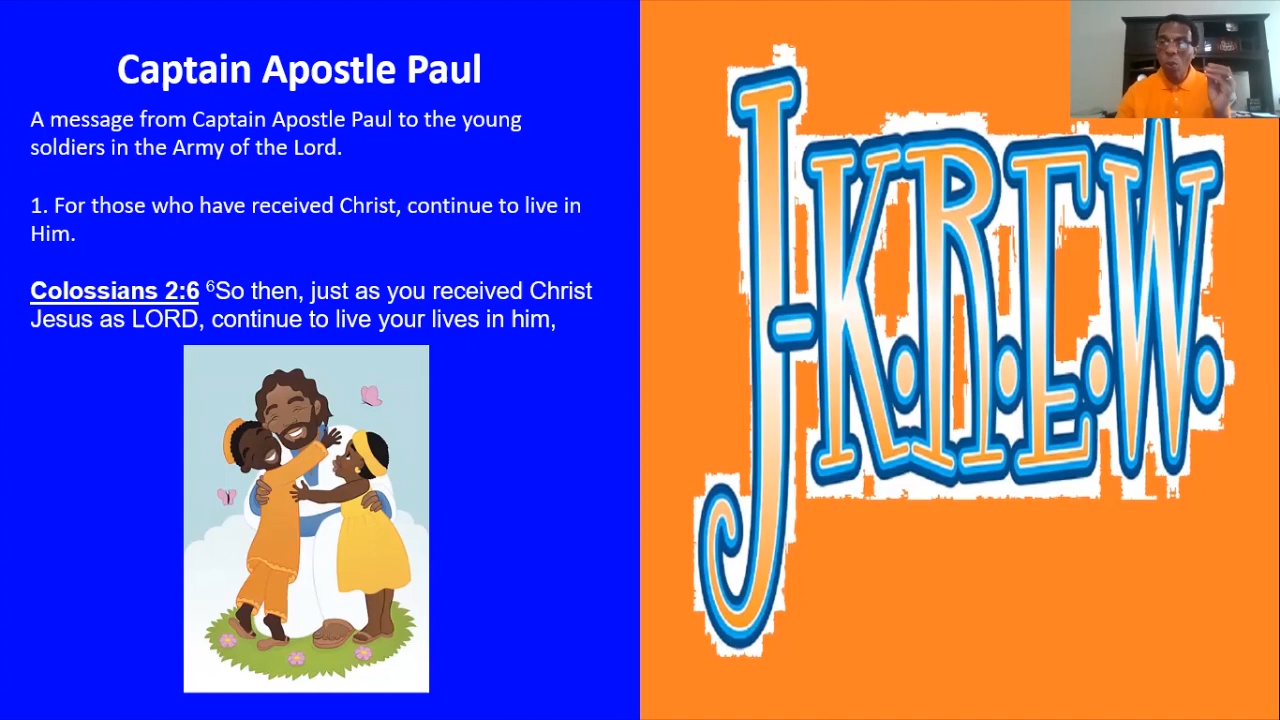 Captain Apostle Paul
A message from Captain Apostle Paul to the young
soldiers in the Army of the Lord.
1. For those who have received Christ, continue to live in
Him.
Colossians 2:6 ⁶So then, just as you received Christ
Jesus as LORD, continue to live your lives in him,
J-K.R.E.W.